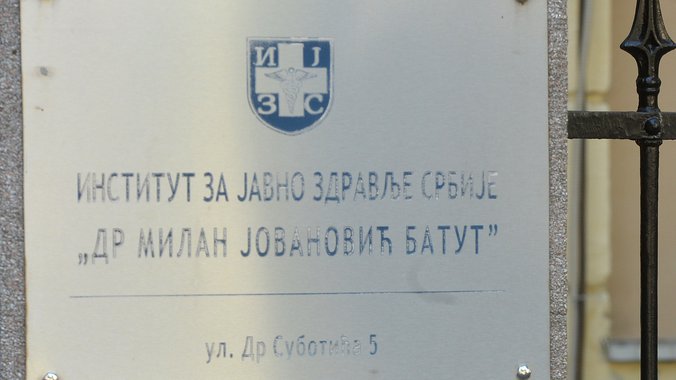 И Ј
З С
ИНСТИТУТ ЗА ЈАВНО ЗДРАВЉЕ СРБИЈЕ
„ДР МИЛАН ЈОВАНОВИЋ БАТУТ”
ул. Др Суботића 5